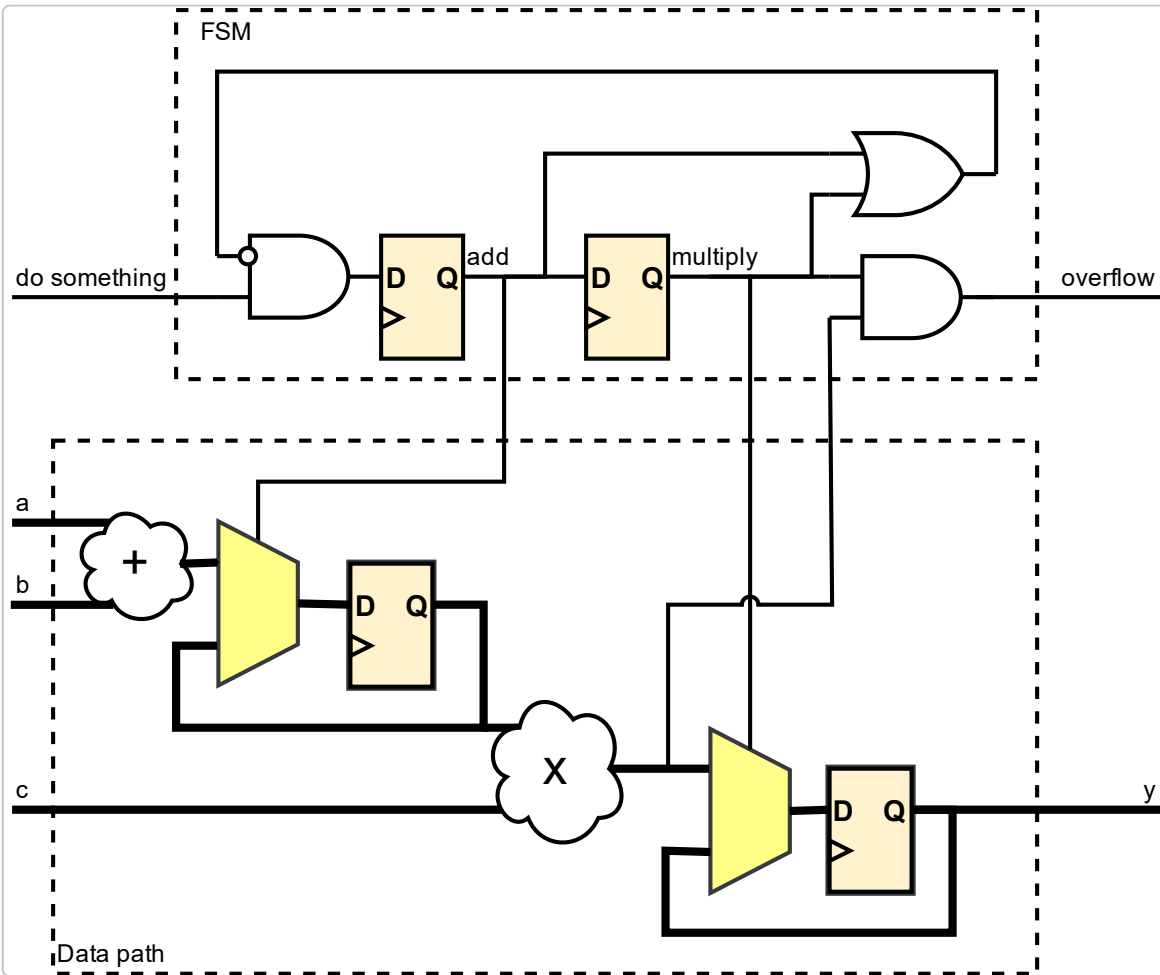 FSM
do something
D
Q
add
D
Q
multiply
overflow
a
b
+
D
Q
c
X
D
Q
y
Data path